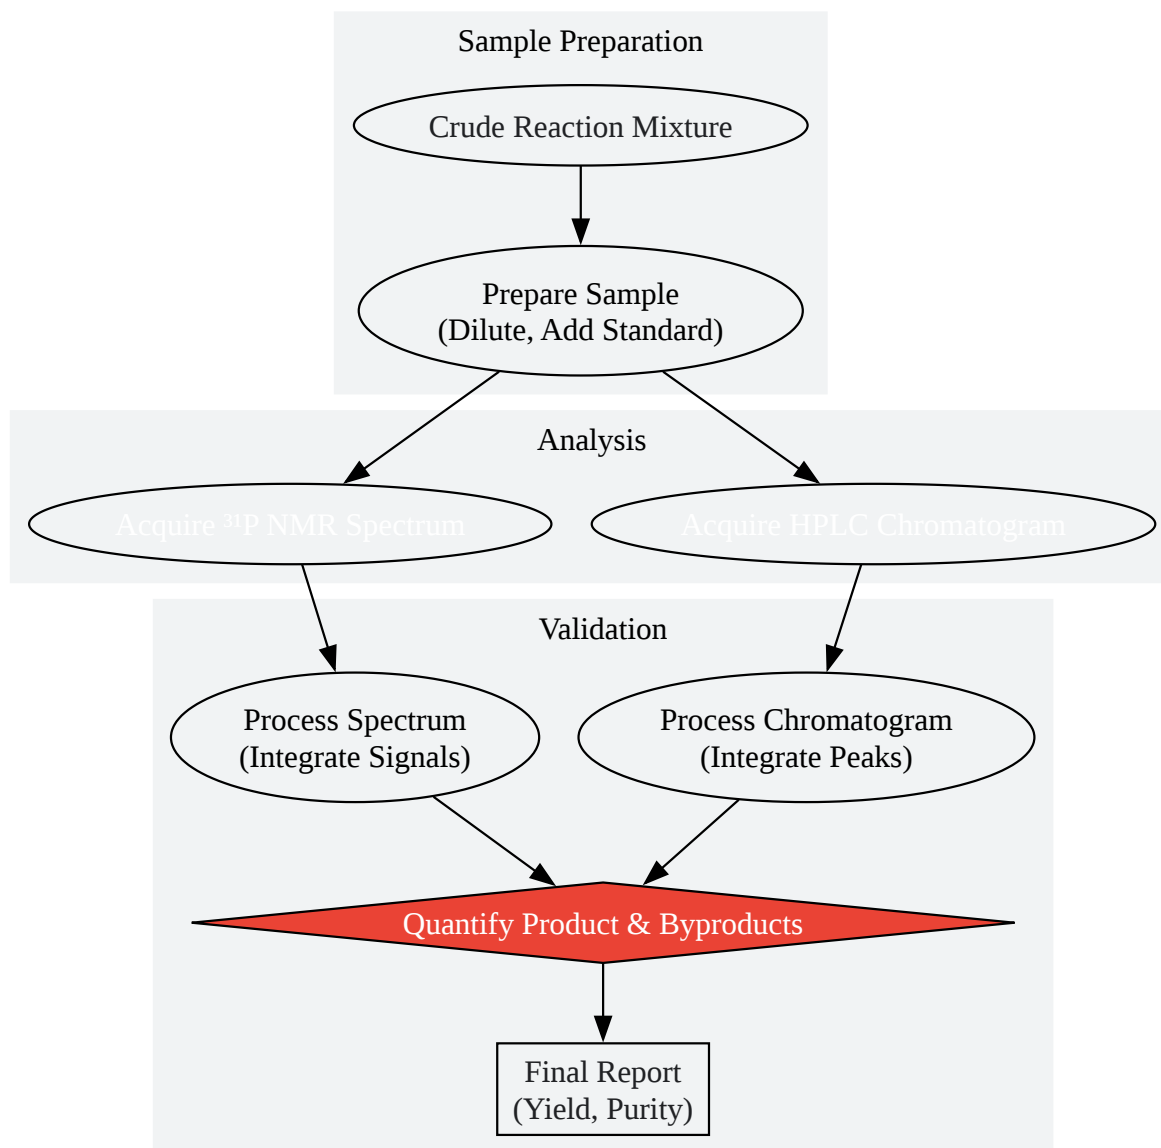 Sample Preparation
Crude Reaction Mixture
Prepare Sample
(Dilute, Add Standard)
Analysis
Acquire ³¹P NMR Spectrum
Acquire HPLC Chromatogram
Validation
Process Spectrum
(Integrate Signals)
Process Chromatogram
(Integrate Peaks)
Quantify Product & Byproducts
Final Report
(Yield, Purity)